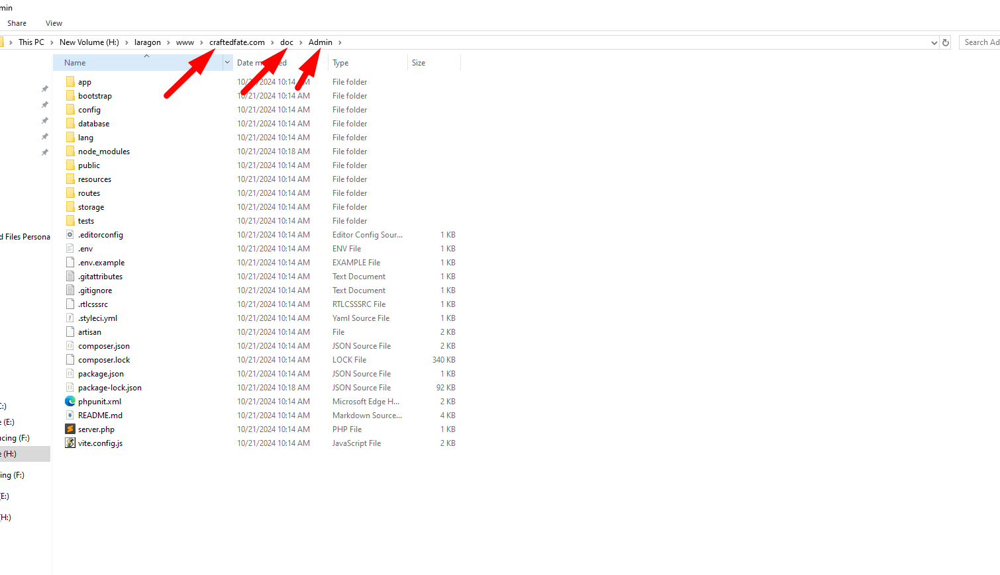 min
Share View
This PC New Volume (H:) laragon www craftedfate.com doc Admin Search Ad
Name Date Type Size
app 10:14 File folder
bootstrap 10/21/2024 10:14 AM File folder
config 10/21/2024 10:14 AM File folder
database 10/21/2024 10:14 AM File folder
lang 10/21/2024 10:14 AM File folder
node_modules 10/21/2024 10:18 AM File folder
public 10/21/2024 10:14 AM File folder
resources 10/21/2024 10:14 AM File folder
routes 10/21/2024 10:14 AM File folder
storage 10/21/2024 10:14 AM File folder
tests 10/21/2024 10:14 AM File folder
d Files Persona .editorconfig 10/21/2024 10:14 AM Editor Config Sour... 1 KB
.env 10/21/2024 10:14 AM ENV File 1 KB
.env.example 10/21/2024 10:14 AM EXAMPLE File 1 KB
.gitattributes 10/21/2024 10:14 AM Text Document 1 KB
.gitignore 10/21/2024 10:14 AM Text Document 1 KB
.rtlcsssrc 10/21/2024 10:14 AM RTLCSSSRC File 1 KB
.styleci.yml 10/21/2024 10:14 AM Yaml Source File 1 KB
artisan 10/21/2024 10:14 AM File 2 KB
composer.json 10/21/2024 10:14 AM JSON Source File 2 KB
composer.lock 10/21/2024 10:14 AM LOCK File 340 KB
package.json 10/21/2024 10:14 AM JSON Source File 1 KB
package-lock.json 10/21/2024 10:18 AM JSON Source File 92 KB
phpunit.xml 10/21/2024 10:14 AM Microsoft Edge H... 2 KB
C:)
README.md 10/21/2024 10:14 AM Markdown Source... 4 KB
e (E:)
server.php 10/21/2024 10:14 AM PHP File 1 KB
ucing (F:)
vite.config.js 10/21/2024 10:14 AM JavaScript File 2 KB
e (H:)
ing (F:)
(E:)
(H:)